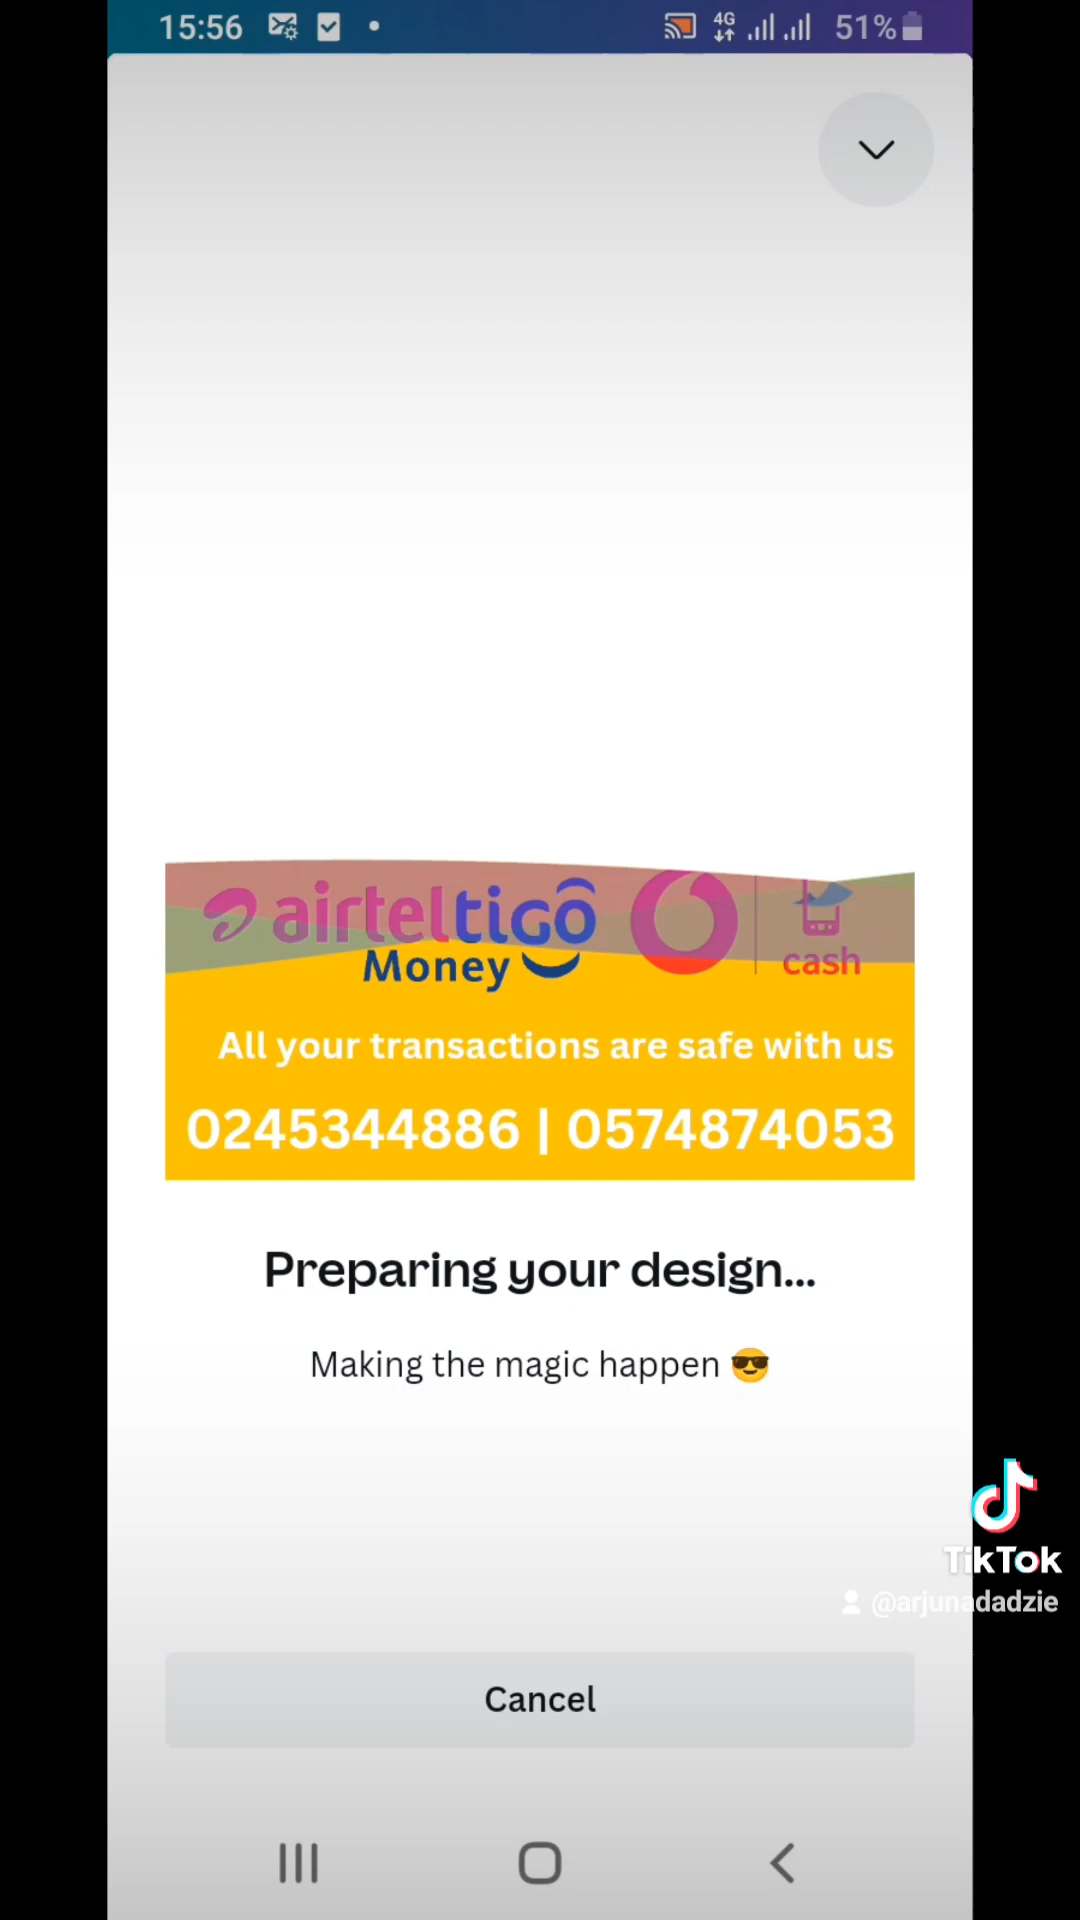 15:56 4G 51%
airteltigo
Money
cash
All your transactions are safe with us
0245344886 | 0574874053
Preparing your design...
Making the magic happen 😎
TikTok
@arjunadadzie
Cancel